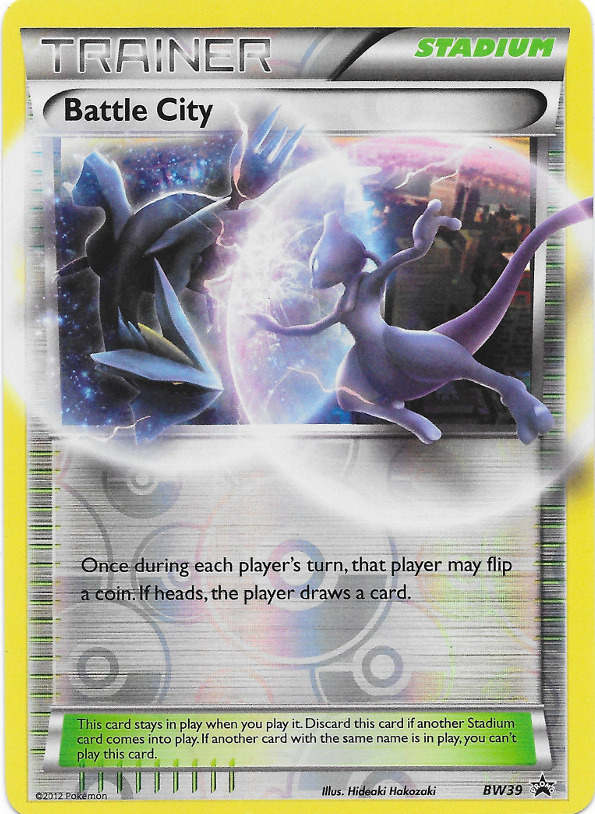 TRAINER
STADIUM
Battle City
Once during each player's turn, that player may flip
a coin. If heads, the player draws a card.
This card stays in play when you play it. Discard this card if another Stadium
card comes into play. If another card with the same name is in play, you can't
play this card.
©2012 Pokémon
Illus. Hideaki Hakozaki
BW39